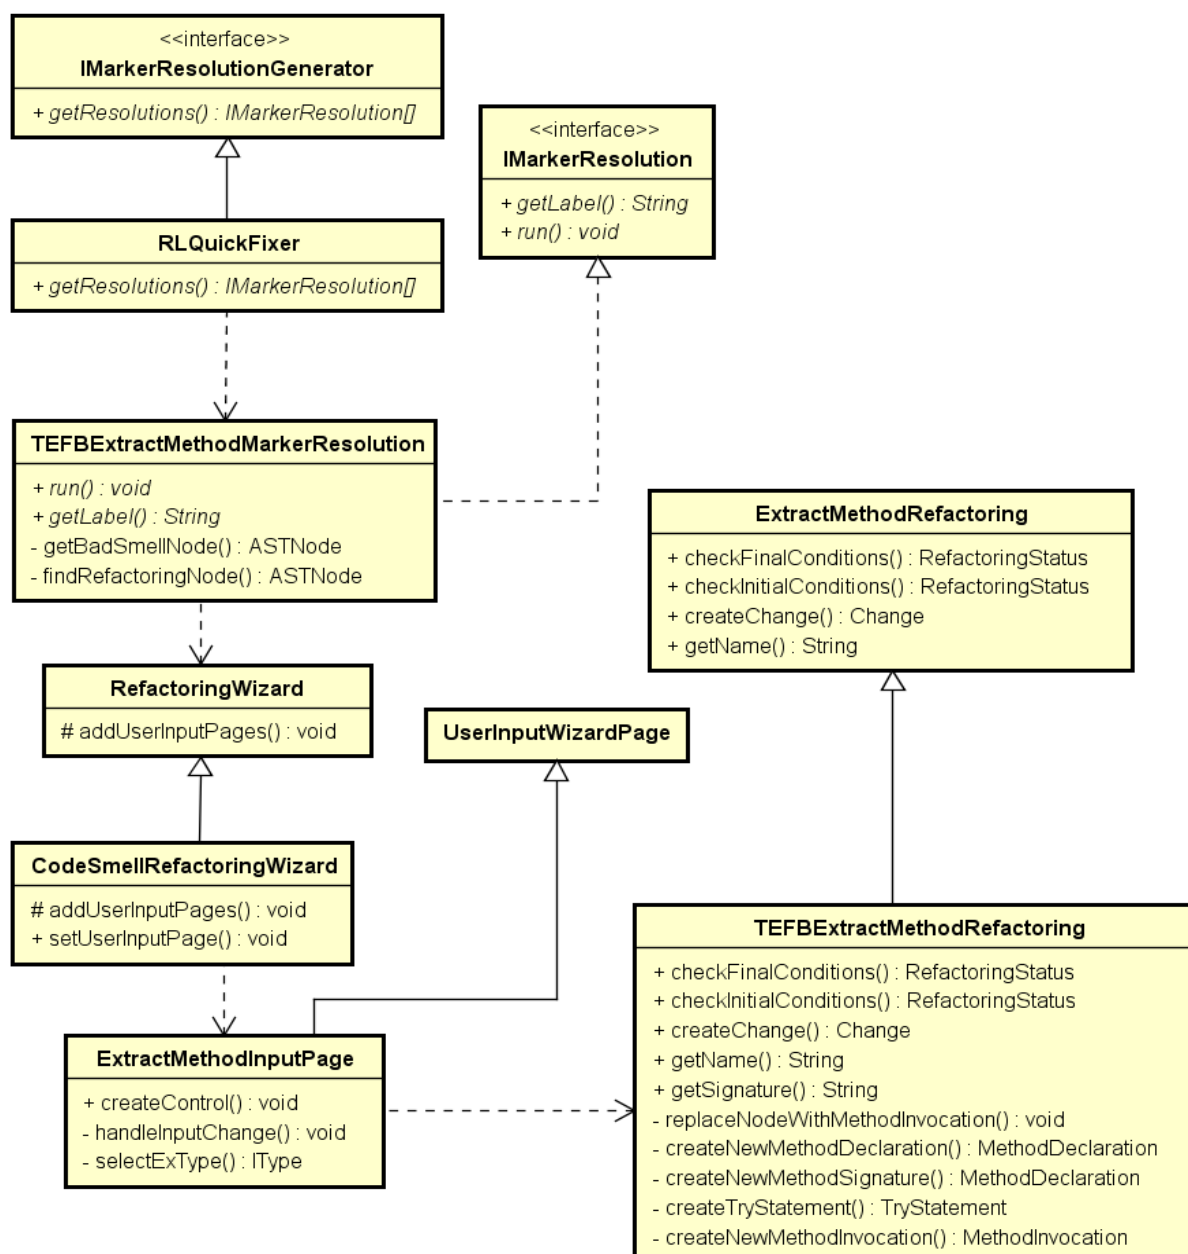 <<interface>>
IMarkerResolutionGenerator
+ getResolutions() : IMarkerResolution[]
<<interface>>
IMarkerResolution
+ getLabel() : String
+ run() : void
RLQuickFixer
+ getResolutions() : IMarkerResolution[]
TEFBExtractMethodMarkerResolution
+ run() : void
+ getLabel() : String
- getBadSmellNode() : ASTNode
- findRefactoringNode() : ASTNode
ExtractMethodRefactoring
+ checkFinalConditions() : RefactoringStatus
+ checkInitialConditions() : RefactoringStatus
+ createChange() : Change
+ getName() : String
RefactoringWizard
# addUserInputPages() : void
UserInputWizardPage
CodeSmellRefactoringWizard
# addUserInputPages() : void
+ setUserInputPage() : void
TEFBExtractMethodRefactoring
+ checkFinalConditions() : RefactoringStatus
+ checkInitialConditions() : RefactoringStatus
+ createChange() : Change
+ getName() : String
+ getSignature() : String
- replaceNodeWithMethodInvocation() : void
- createNewMethodDeclaration() : MethodDeclaration
- createNewMethodSignature() : MethodDeclaration
- createTryStatement() : TryStatement
- createNewMethodInvocation() : MethodInvocation
ExtractMethodInputPage
+ createControl() : void
- handleInputChange() : void
- selectExType() : IType